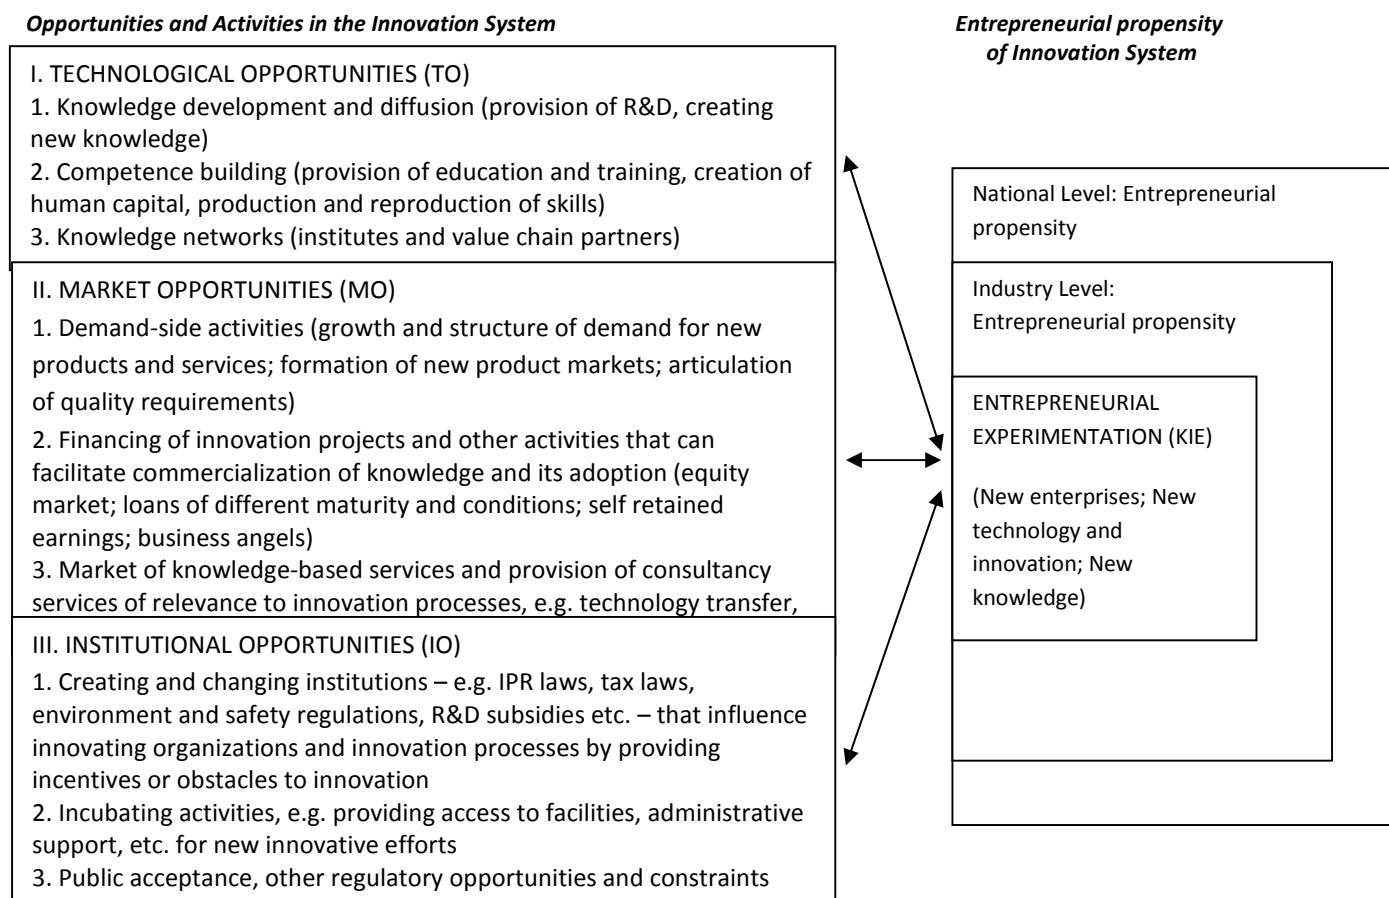 Opportunities and Activities in the Innovation System
Entrepreneurial propensity
of Innovation System
I. TECHNOLOGICAL OPPORTUNITIES (TO)
1. Knowledge development and diffusion (provision of R&D, creating
new knowledge)
2. Competence building (provision of education and training, creation of
human capital, production and reproduction of skills)
3. Knowledge networks (institutes and value chain partners)
II. MARKET OPPORTUNITIES (MO)
1. Demand-side activities (growth and structure of demand for new
products and services; formation of new product markets; articulation
of quality requirements)
2. Financing of innovation projects and other activities that can
facilitate commercialization of knowledge and its adoption (equity
market; loans of different maturity and conditions; self retained
earnings; business angels)
3. Market of knowledge-based services and provision of consultancy
services of relevance to innovation processes, e.g. technology transfer,
III. INSTITUTIONAL OPPORTUNITIES (IO)
1. Creating and changing institutions – e.g. IPR laws, tax laws,
environment and safety regulations, R&D subsidies etc. – that influence
innovating organizations and innovation processes by providing
incentives or obstacles to innovation
2. Incubating activities, e.g. providing access to facilities, administrative
support, etc. for new innovative efforts
3. Public acceptance, other regulatory opportunities and constraints
National Level: Entrepreneurial
propensity
Industry Level:
Entrepreneurial propensity
ENTREPRENEURIAL
EXPERIMENTATION (KIE)
(New enterprises; New
technology and
innovation; New
knowledge)